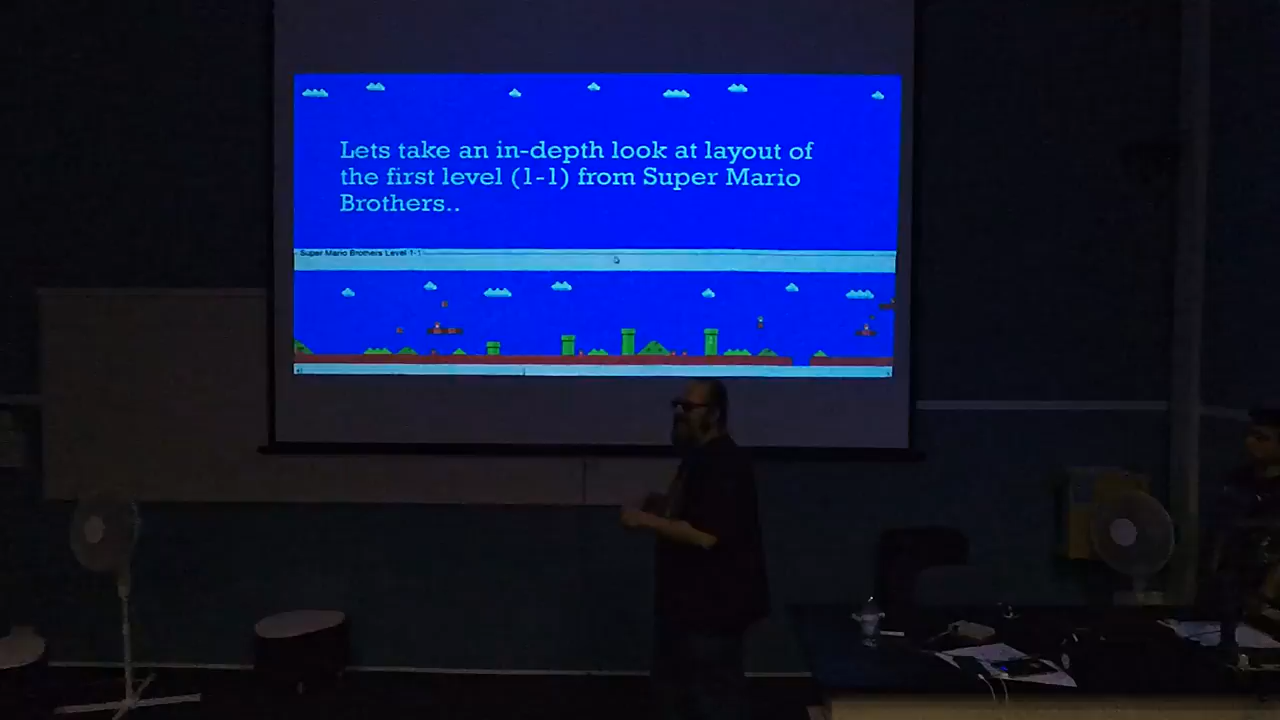 Lets take an in-depth look at layout of
the first level (1-1) from Super Mario
Brothers..
Super Mario Brothers Level 1-1